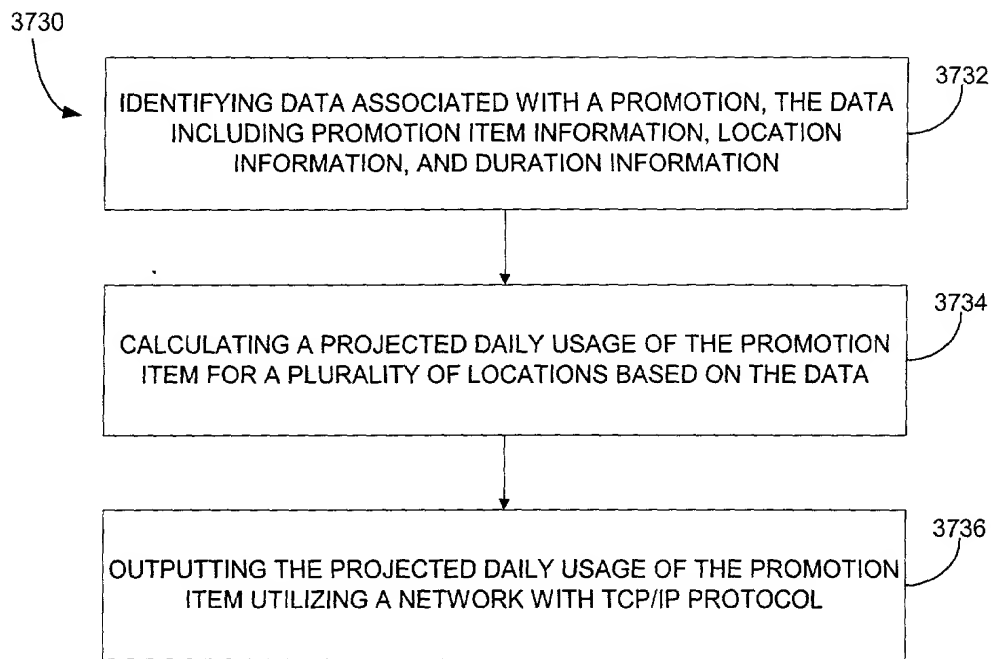 3730
3732
IDENTIFYING DATA ASSOCIATED WITH A PROMOTION, THE DATA
INCLUDING PROMOTION ITEM INFORMATION, LOCATION
INFORMATION, AND DURATION INFORMATION
3734
CALCULATING A PROJECTED DAILY USAGE OF THE PROMOTION
ITEM FOR A PLURALITY OF LOCATIONS BASED ON THE DATA
3736
OUTPUTTING THE PROJECTED DAILY USAGE OF THE PROMOTION
ITEM UTILIZING A NETWORK WITH TCP/IP PROTOCOL